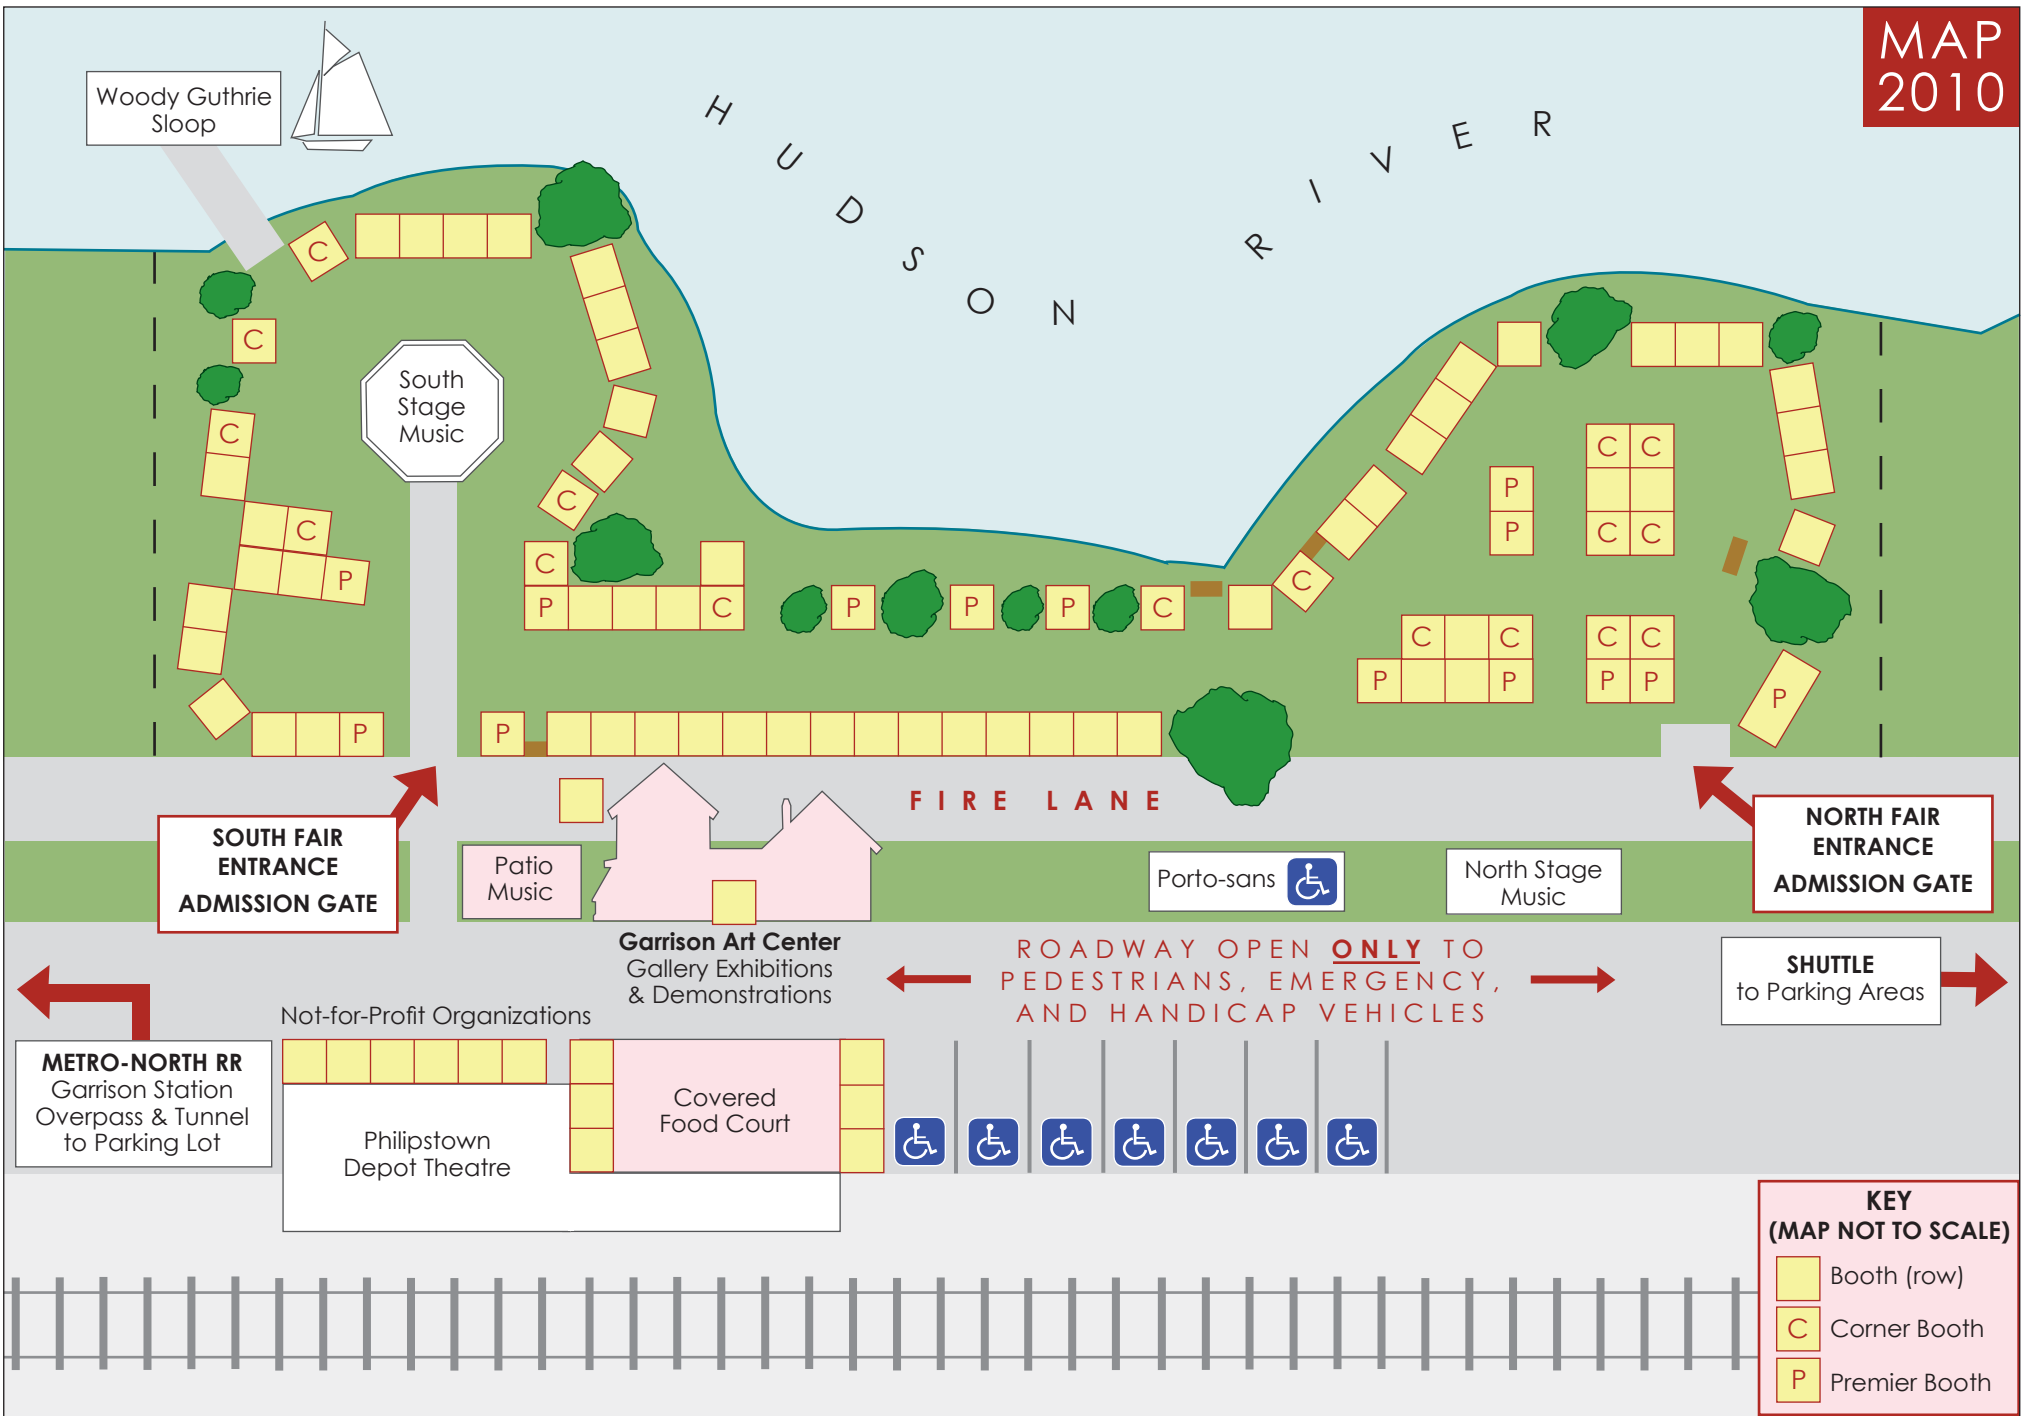 MAP
2010
Woody Guthrie
Sloop
HUDSON RIVER
C
C
South
Stage
Music
C
C
P
C
C
P
C
P
P
P
P
C
C
P
P
C
C
C
C
C
C
P
P
C
C
P
P
P
P
FIRE LANE
SOUTH FAIR
ENTRANCE
ADMISSION GATE
NORTH FAIR
ENTRANCE
ADMISSION GATE
Patio
Music
Porto-sans
North Stage
Music
Garrison Art Center
Gallery Exhibitions
& Demonstrations
ROADWAY OPEN ONLY TO
PEDESTRIANS, EMERGENCY,
AND HANDICAP VEHICLES
SHUTTLE
to Parking Areas
Not-for-Profit Organizations
METRO-NORTH RR
Garrison Station
Overpass & Tunnel
to Parking Lot
Philipstown
Depot Theatre
Covered
Food Court
KEY
(MAP NOT TO SCALE)
Booth (row)
C Corner Booth
P Premier Booth